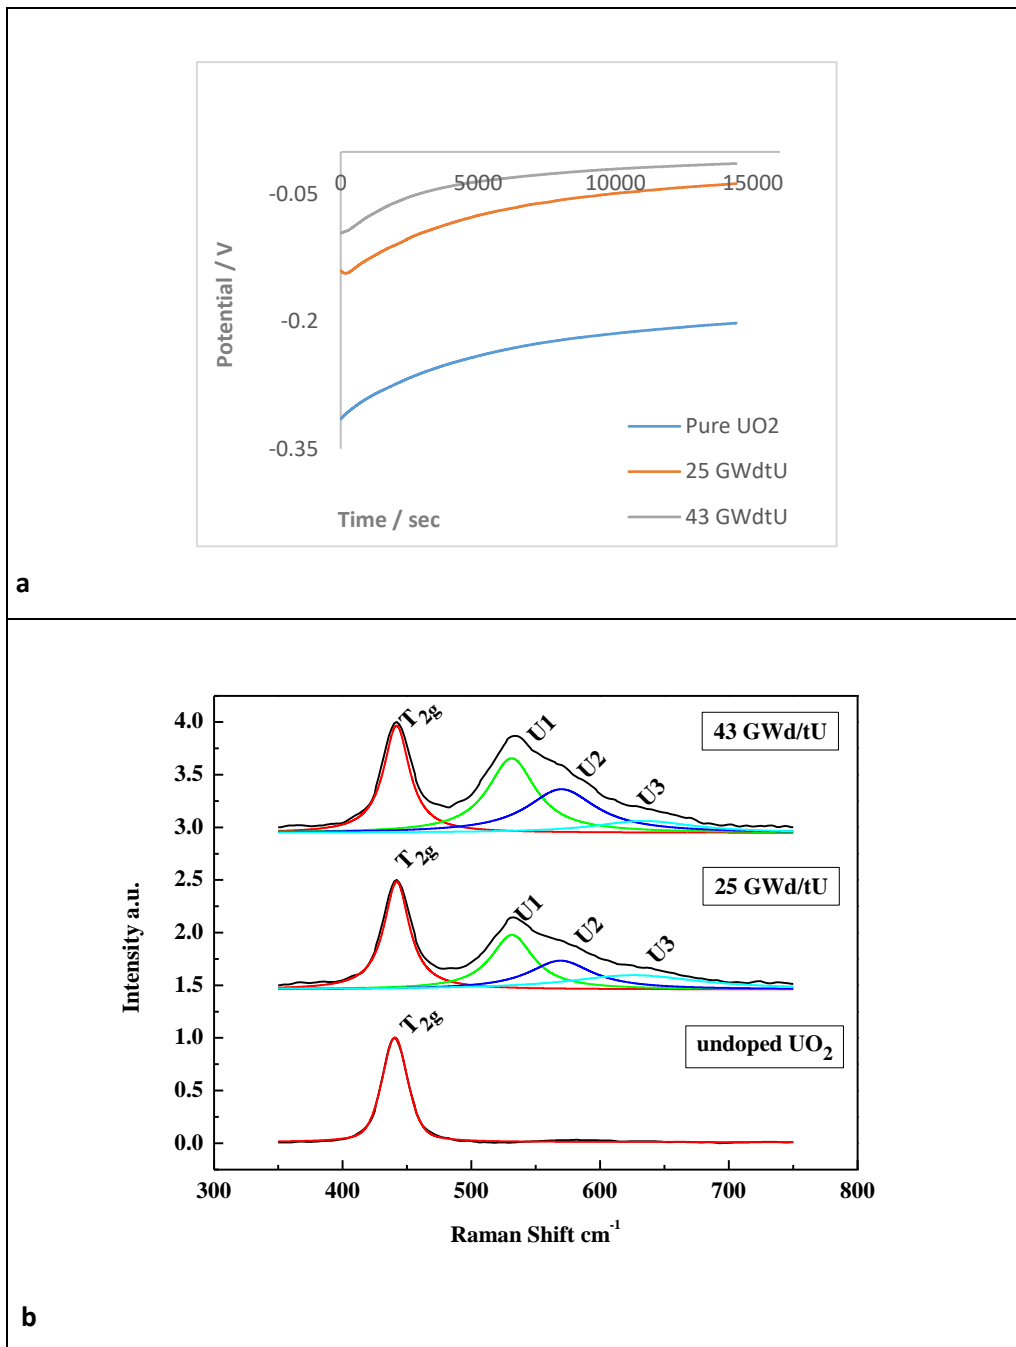 0 5000 10000 15000
-0.05
-0.2
-0.35
Potential / V
Time / sec
Pure UO2
25 GWdtU
43 GWdtU
a
4.0
3.5
3.0
2.5
2.0
1.5
1.0
0.5
0.0
Intensity a.u.
T2g
U1
U2
U3
43 GWd/tU
T2g
U1
U2
U3
25 GWd/tU
T2g
undoped UO2
300 400 500 600 700 800
Raman Shift cm-1
b